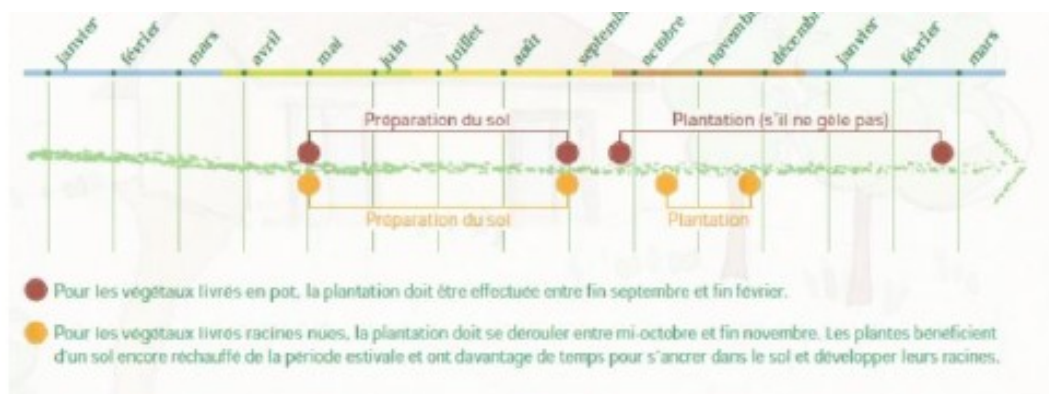 janvier février mars avril mai juin juillet août septemb octobre novemb décemb janvier février mars
Préparation du sol Plantation (s'il ne gèle pas)
Préparation du sol Plantation
Pour les végétaux livrés en pot, la plantation doit être effectuée entre fin septembre et fin février.
Pour les végétaux livrés racines nues, la plantation doit se dérouler entre mi-octobre et fin novembre. Les plantes bénéficient
d'un sol encore réchauffé de la période estivale et ont davantage de temps pour s'ancrer dans le sol et développer leurs racines.